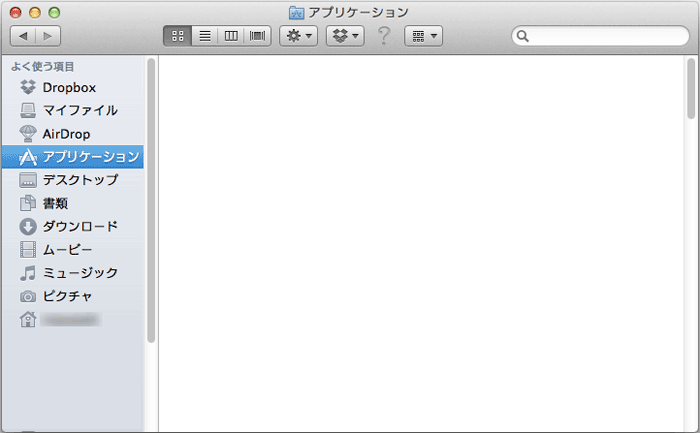 アプリケーション
よく使う項目
Dropbox
マイファイル
AirDrop
アプリケーション
デスクトップ
書類
ダウンロード
ムービー
ミュージック
ピクチャ